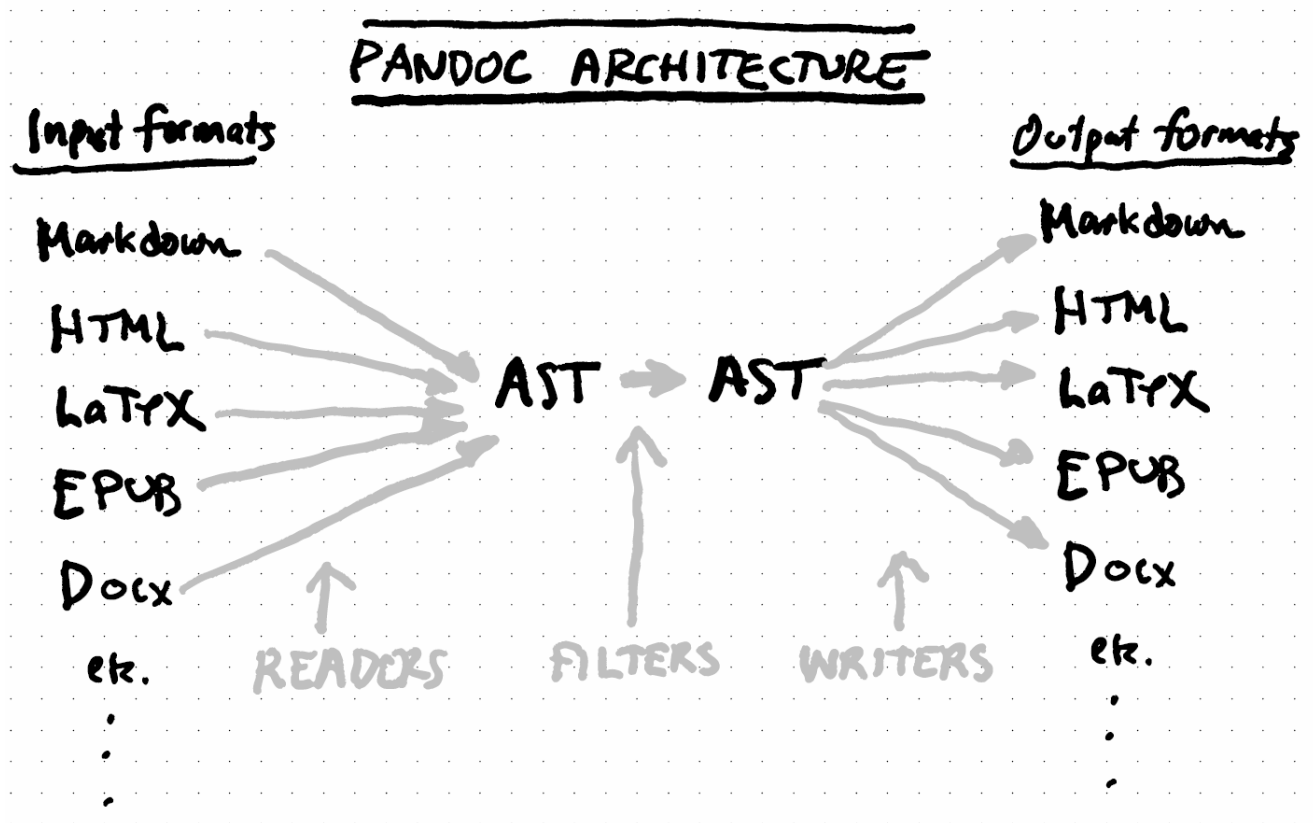 PANDOC ARCHITECTURE
Input formats
Markdown
HTML
LaTeX
EPUB
Docx
etc.
AST
AST
READERS
FILTERS
WRITERS
Output formats
Markdown
HTML
LaTeX
EPUB
Docx
etc.